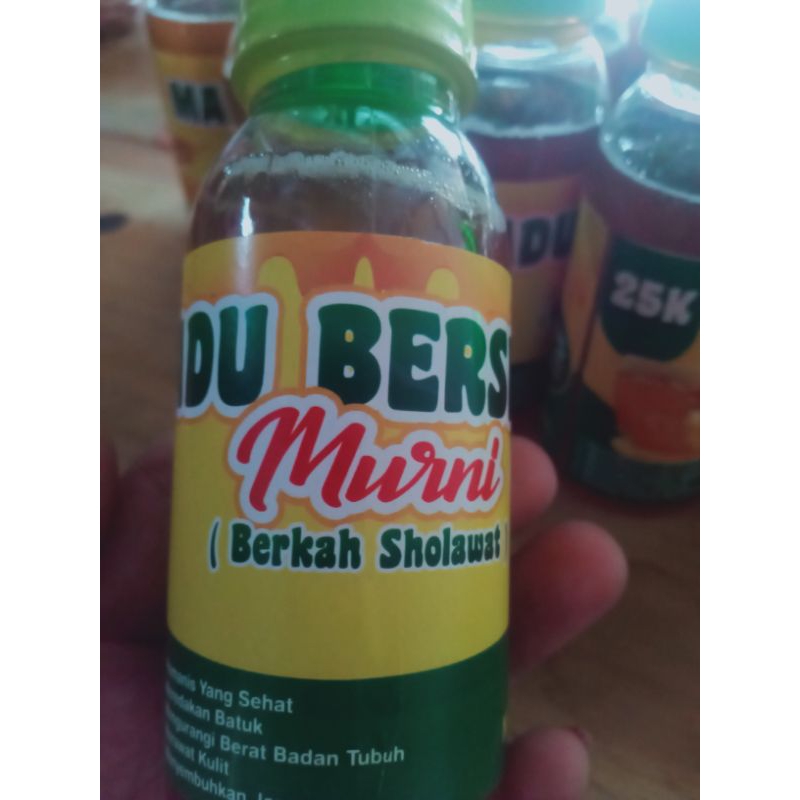 MA
DU
25K
DU BERS
Murni
( Berkah Sholawat )
Yang Sehat
Batuk
Berat Badan Tubuh
Kulit